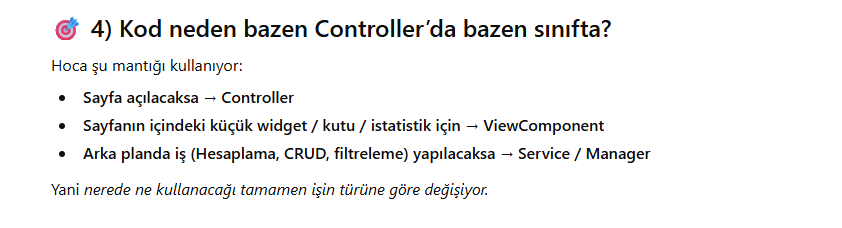 🎯 4) Kod neden bazen Controller’da bazen sınıfta?
Hoca şu mantığı kullanıyor:
• Sayfa açılacaksa → Controller
• Sayfanın içindeki küçük widget / kutu / istatistik için → ViewComponent
• Arka planda iş (Hesaplama, CRUD, filtreleme) yapılacaksa → Service / Manager
Yani nerede ne kullanacağı tamamen işin türüne göre değişiyor.